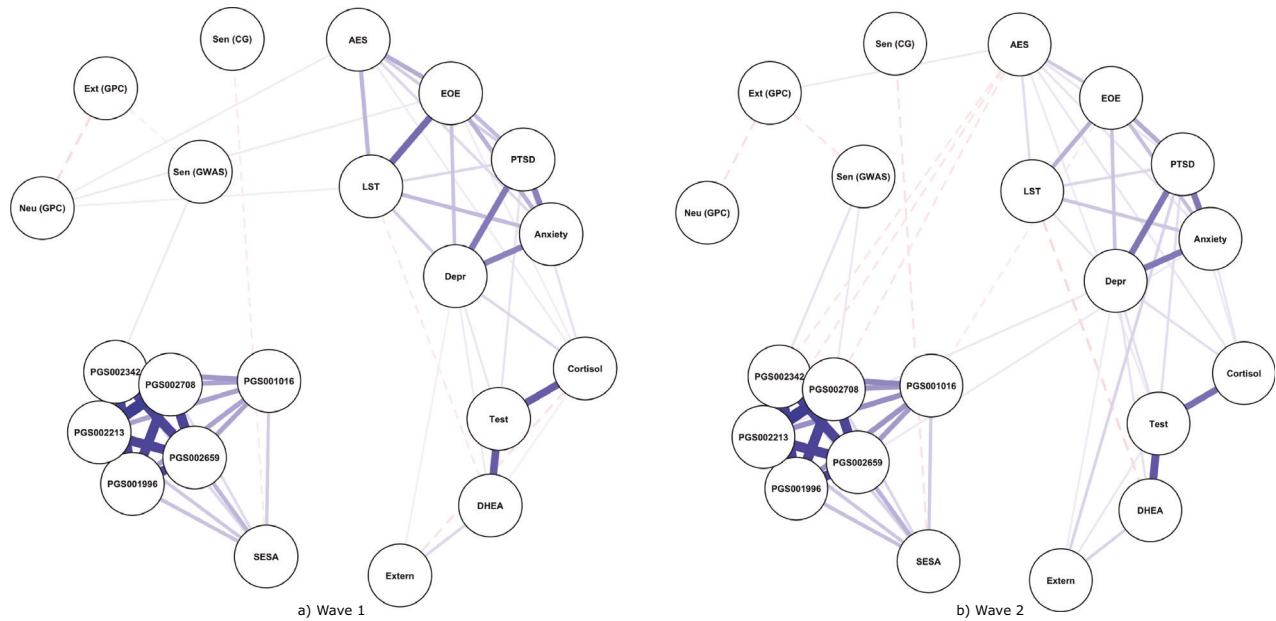 Sen (CG)
AES
Ext (GPC)
EOE
PTSD
Sen (GWAS)
LST
Neu (GPC)
Anxiety
Depr
PGS002342
PGS002708
PGS001016
Cortisol
Test
PGS002213
PGS002659
PGS001996
DHEA
SESA
Extern
a) Wave 1
Sen (CG)
AES
Ext (GPC)
EOE
PTSD
Sen (GWAS)
LST
Neu (GPC)
Anxiety
Depr
PGS002342
PGS002708
PGS001016
Cortisol
Test
PGS002213
PGS002659
PGS001996
DHEA
SESA
Extern
b) Wave 2